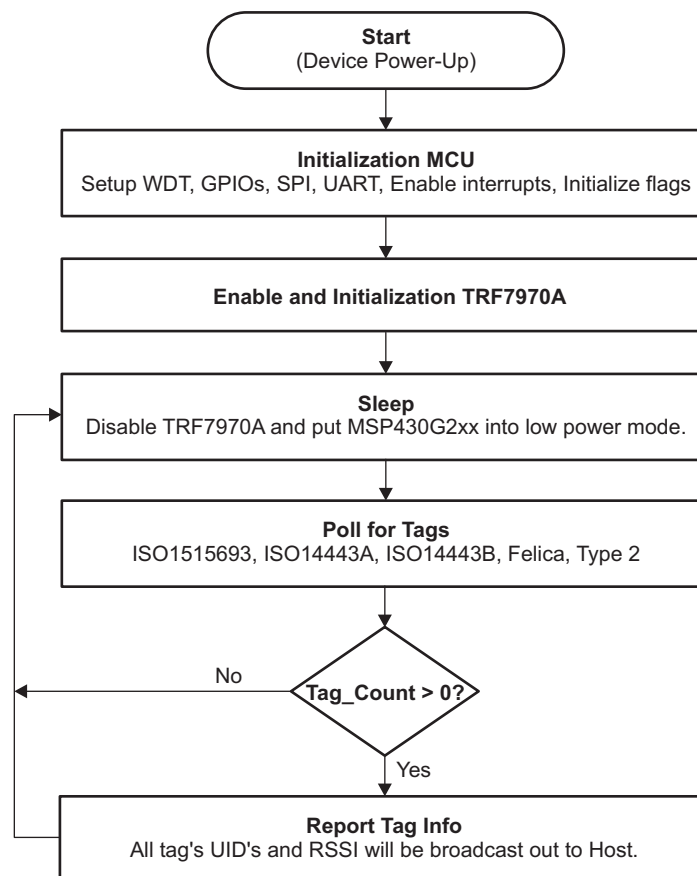 Start
(Device Power-Up)
Initialization MCU
Setup WDT, GPIOs, SPI, UART, Enable interrupts, Initialize flags
Enable and Initialization TRF7970A
Sleep
Disable TRF7970A and put MSP430G2xx into low power mode.
Poll for Tags
ISO1515693, ISO14443A, ISO14443B, Felica, Type 2
No
Tag_Count > 0?
Yes
Report Tag Info
All tag's UID's and RSSI will be broadcast out to Host.